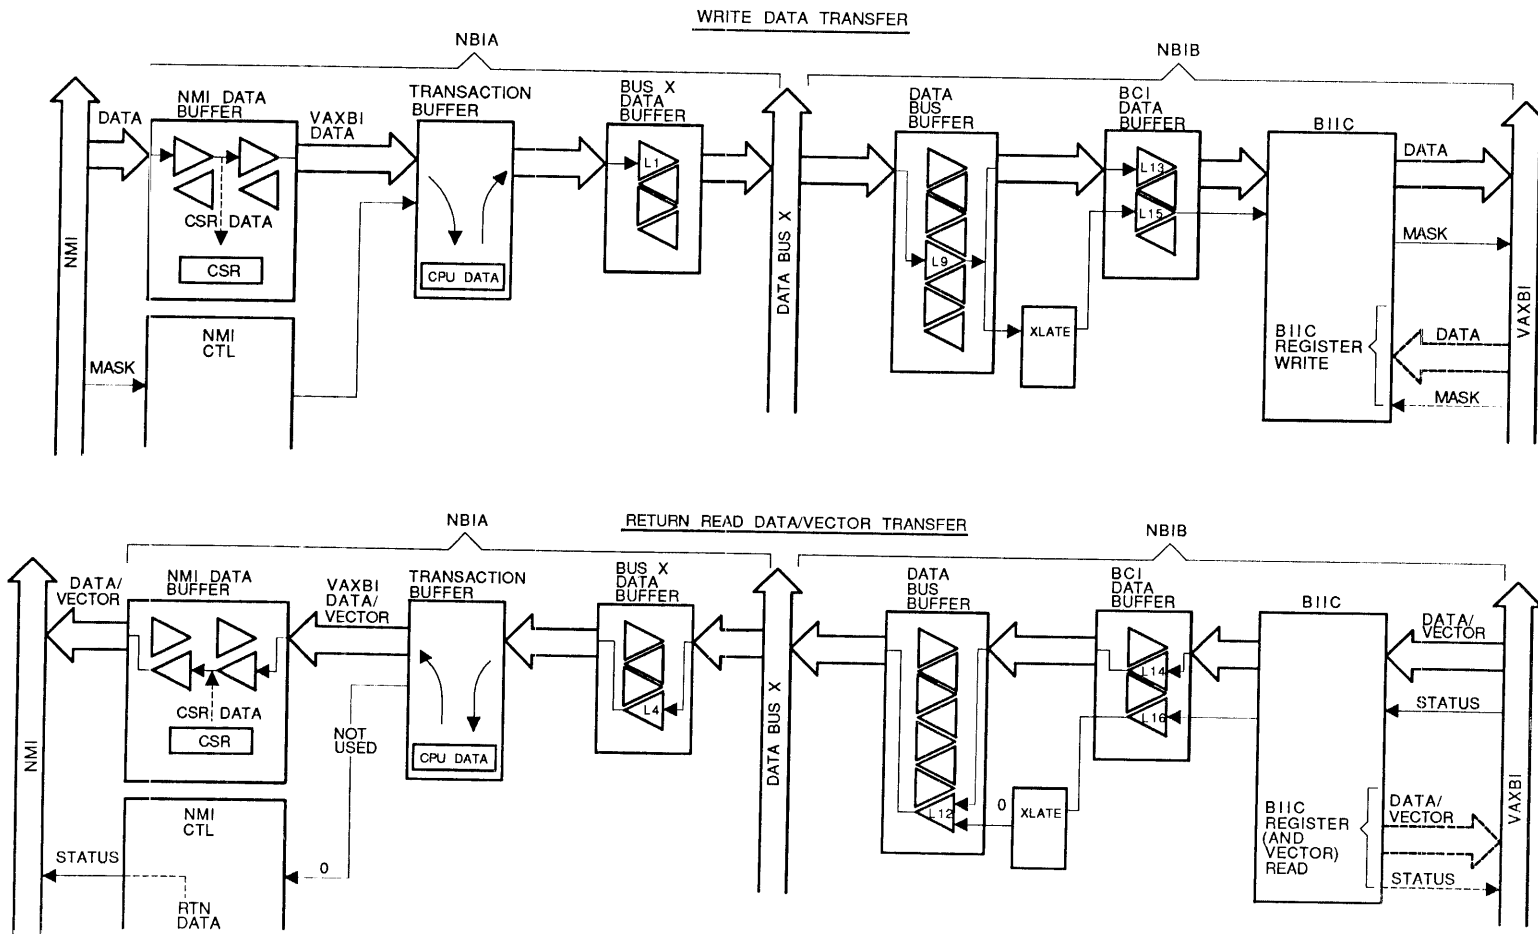 WRITE DATA TRANSFER
NBIA
NBIB
NMI DATA
BUFFER
TRANSACTION
BUFFER
BUS X
DATA
BUFFER
DATA
BUS
BUFFER
BCI
DATA
BUFFER
BIIC
DATA
VAXBI
DATA
DATA
L1
L13
L15
L9
CSR DATA
CSR
CPU DATA
MASK
NMI
DATA BUS X
VAXBI
XLATE
NMI
CTL
MASK
BIIC
REGISTER
WRITE
DATA
MASK
RETURN READ DATA/VECTOR TRANSFER
NBIA
NBIB
DATA/
VECTOR
NMI DATA
BUFFER
VAXBI
DATA/
VECTOR
TRANSACTION
BUFFER
BUS X
DATA
BUFFER
DATA
BUS
BUFFER
BCI
DATA
BUFFER
BIIC
DATA/
VECTOR
L14
L16
L4
L12
STATUS
CSR DATA
CSR
NOT
USED
CPU DATA
NMI
DATA BUS X
VAXBI
0
XLATE
NMI
CTL
STATUS
0
RTN
DATA
BIIC
REGISTER
(AND
VECTOR)
READ
DATA/
VECTOR
STATUS